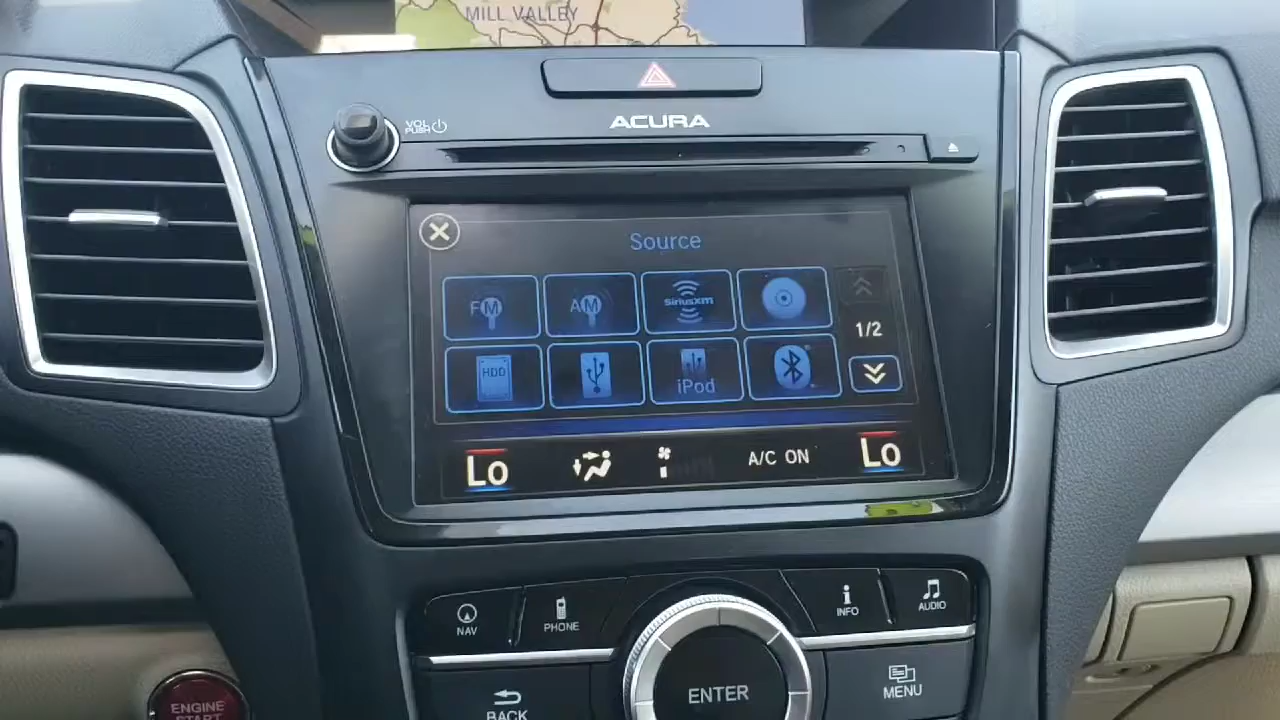 MILL VALLEY
VOL
PUSH
ACURA
Source
FM
AM
SiriusXM
1/2
HDD
iPod
Lo
A/C ON
Lo
NAV
PHONE
INFO
AUDIO
ENTER
MENU
BACK
ENGINE
START